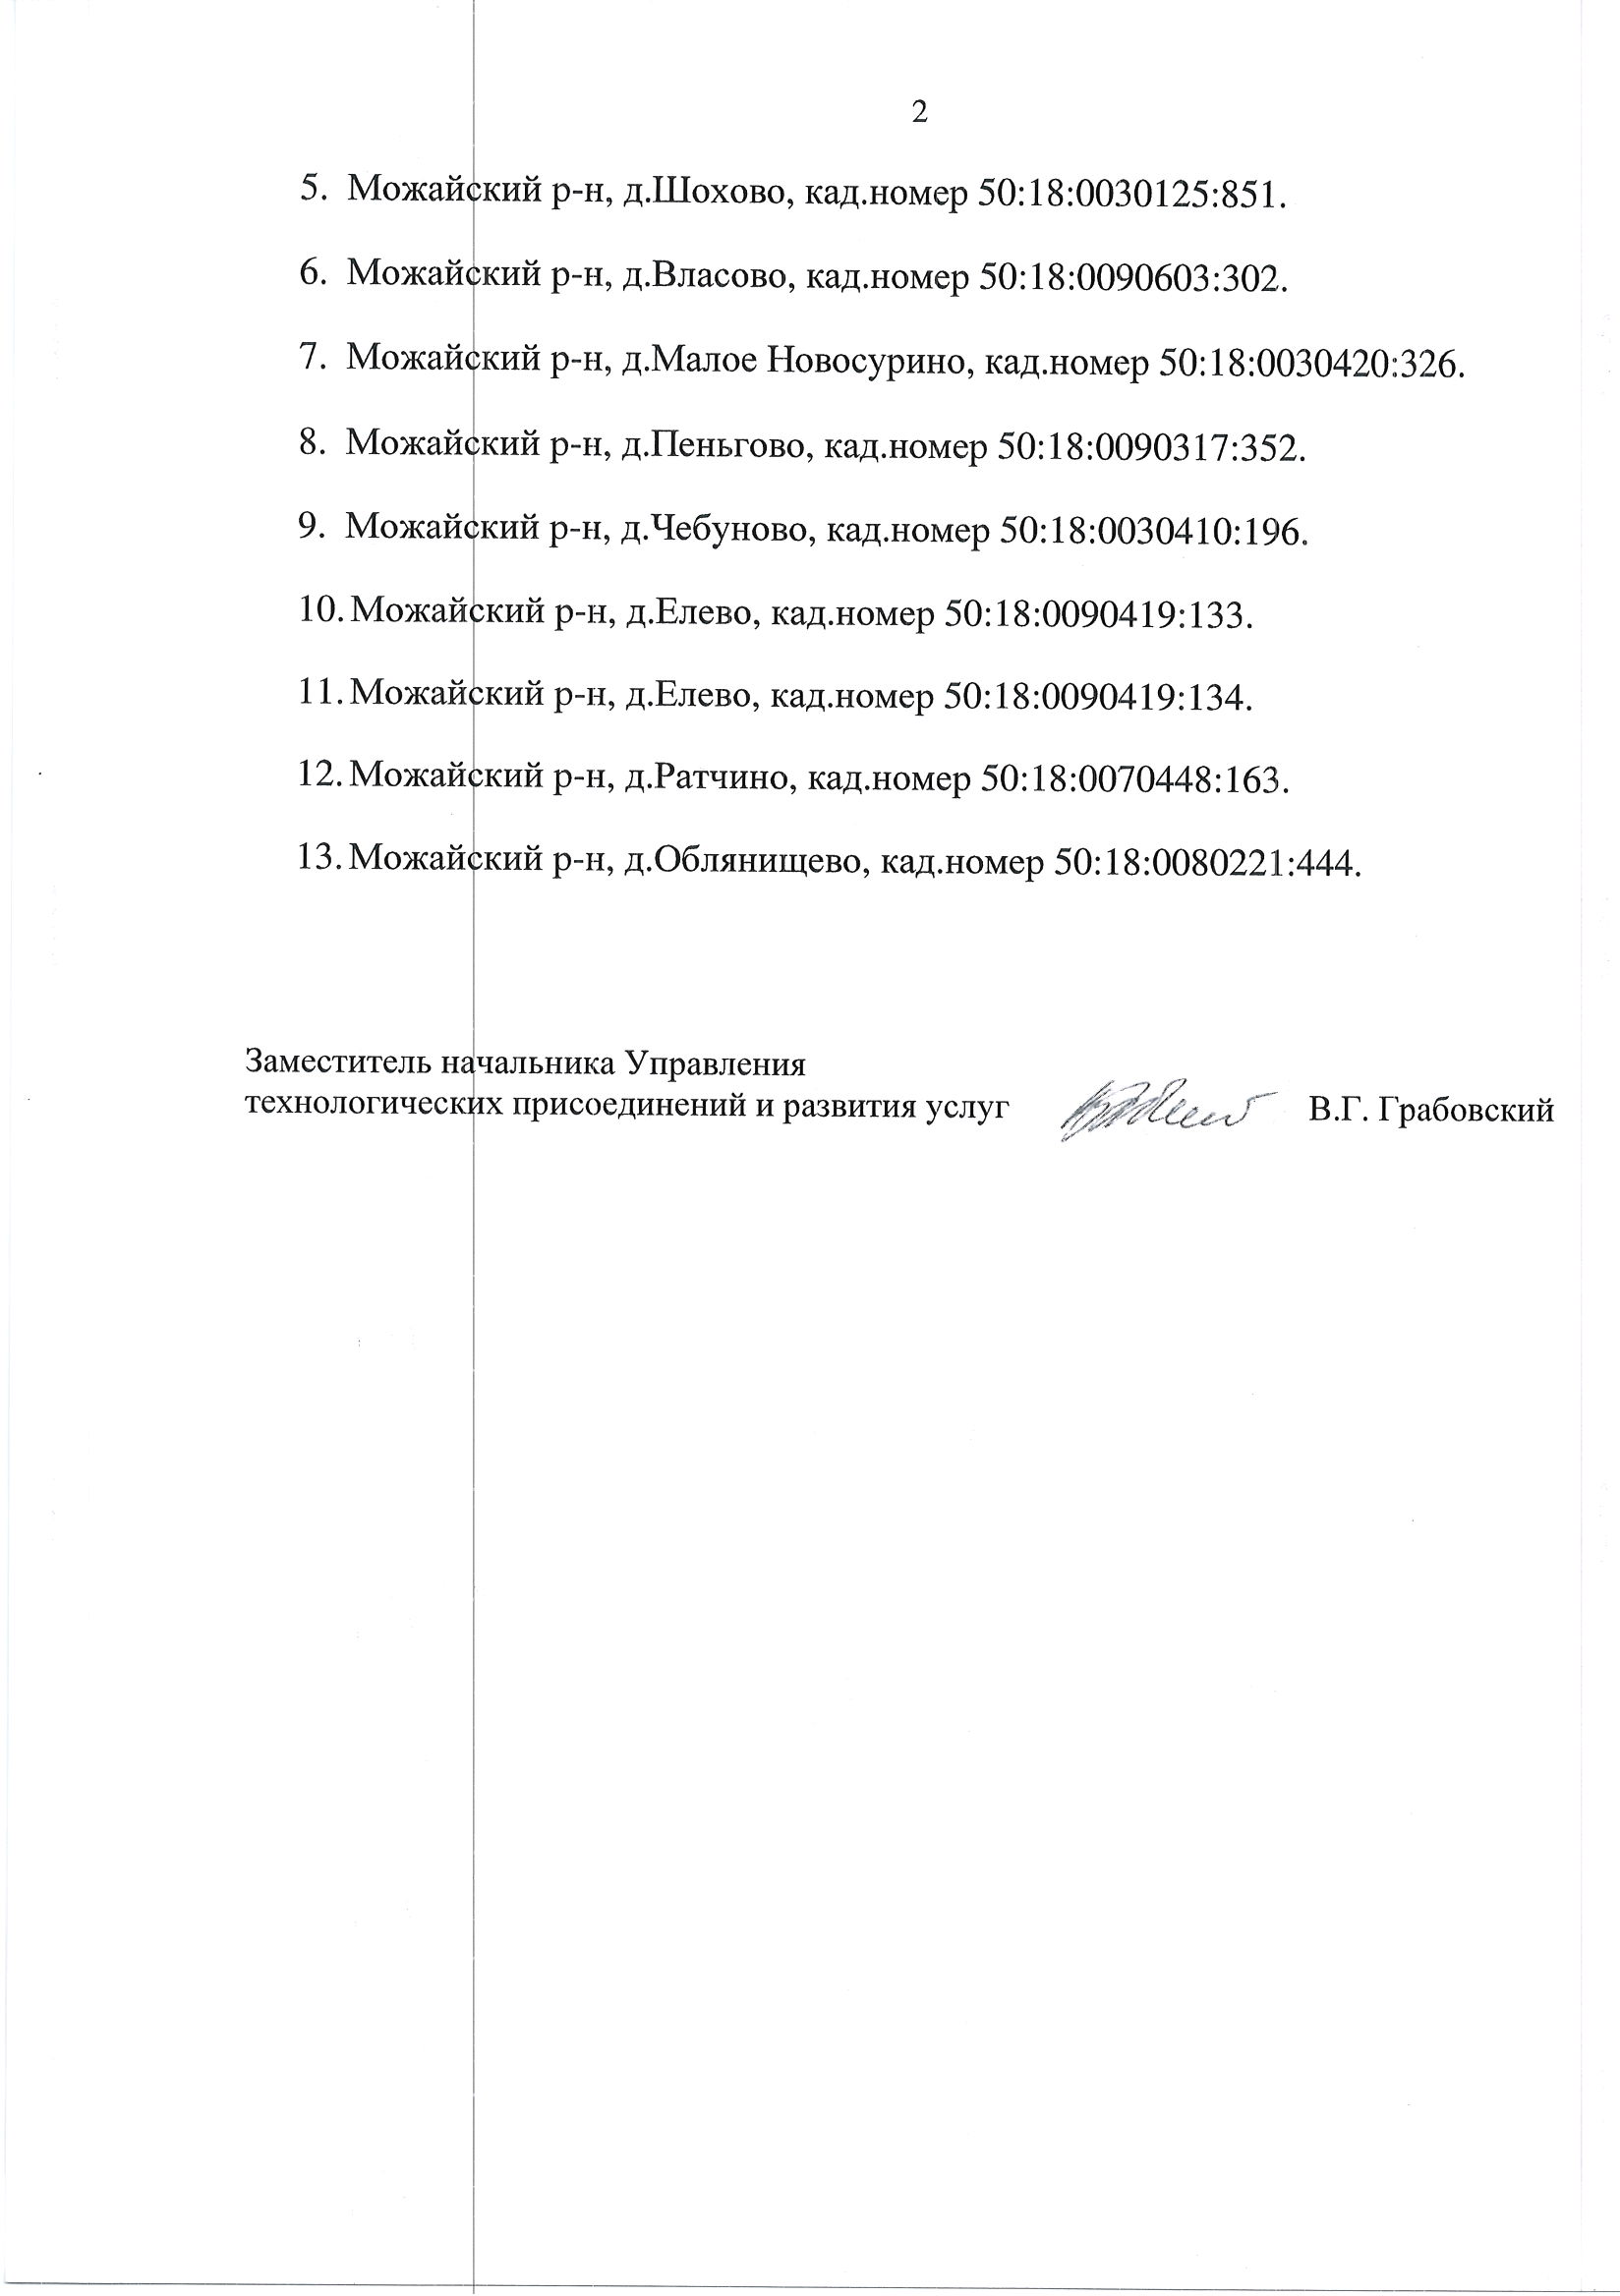 2
5. Можайский р-н, д.Шохово, кад.номер 50:18:0030125:851.
6. Можайский р-н, д.Власово, кад.номер 50:18:0090603:302.
7. Можайский р-н, д.Малое Новосурино, кад.номер 50:18:0030420:326.
8. Можайский р-н, д.Пеньгово, кад.номер 50:18:0090317:352.
9. Можайский р-н, д.Чебуново, кад.номер 50:18:0030410:196.
10. Можайский р-н, д.Елево, кад.номер 50:18:0090419:133.
11. Можайский р-н, д.Елево, кад.номер 50:18:0090419:134.
12. Можайский р-н, д.Ратчино, кад.номер 50:18:0070448:163.
13. Можайский р-н, д.Облянищево, кад.номер 50:18:0080221:444.
Заместитель начальника Управления
технологических присоединений и развития услуг В.Г. Грабовский